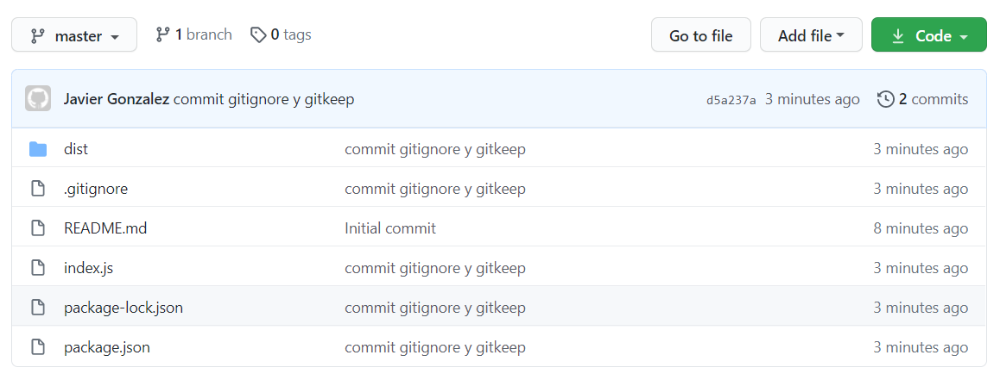 master 1 branch 0 tags Go to file Add file Code
Javier Gonzalez commit gitignore y gitkeep d5a237a 3 minutes ago 2 commits
dist commit gitignore y gitkeep 3 minutes ago
.gitignore commit gitignore y gitkeep 3 minutes ago
README.md Initial commit 8 minutes ago
index.js commit gitignore y gitkeep 3 minutes ago
package-lock.json commit gitignore y gitkeep 3 minutes ago
package.json commit gitignore y gitkeep 3 minutes ago